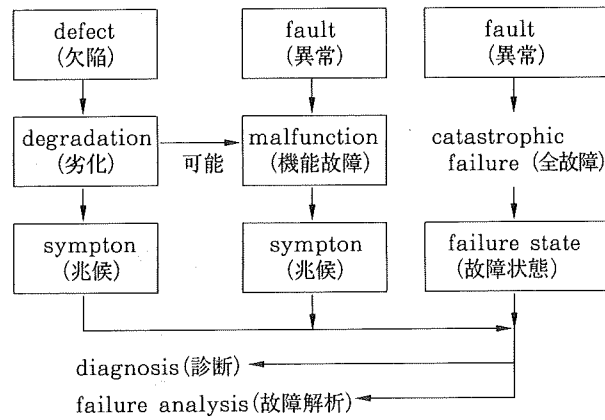 defect
(欠陥)
fault
(異常)
fault
(異常)
degradation
(劣化)
可能
malfunction
(機能故障)
catastrophic
failure (全故障)
sympton
(兆候)
sympton
(兆候)
failure state
(故障状態)
diagnosis(診断)
failure analysis(故障解析)